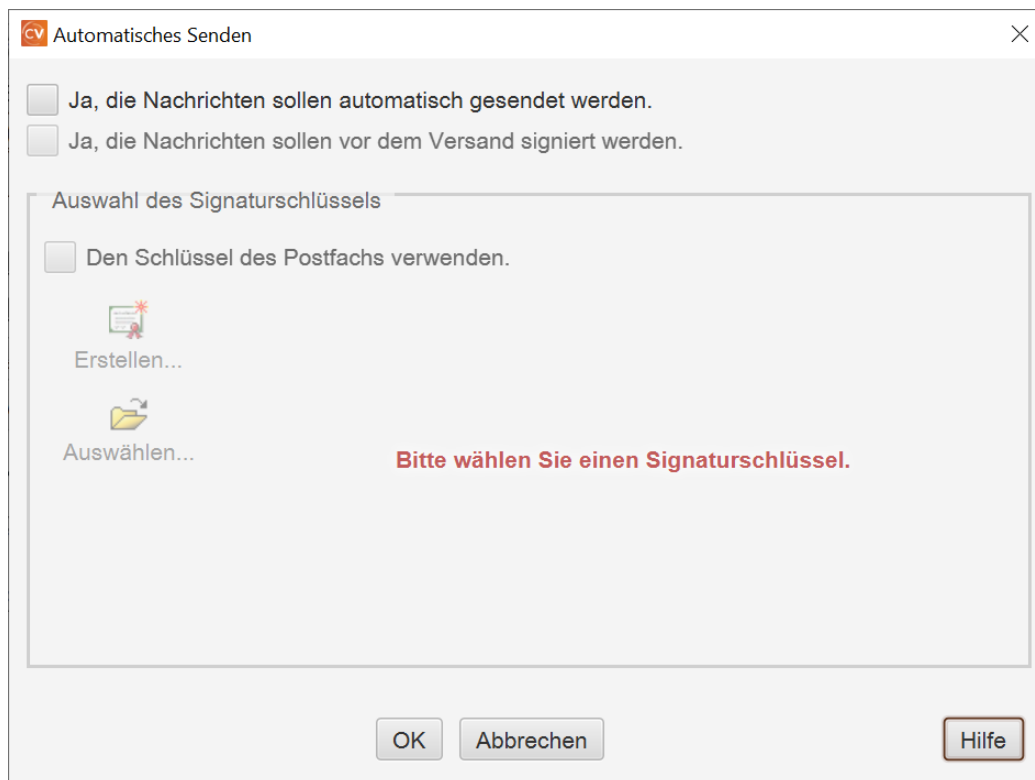 CV Automatisches Senden
Ja, die Nachrichten sollen automatisch gesendet werden.
Ja, die Nachrichten sollen vor dem Versand signiert werden.
Auswahl des Signaturschlüssels
Den Schlüssel des Postfachs verwenden.
Erstellen...
Auswählen...
Bitte wählen Sie einen Signaturschlüssel.
OK Abbrechen Hilfe